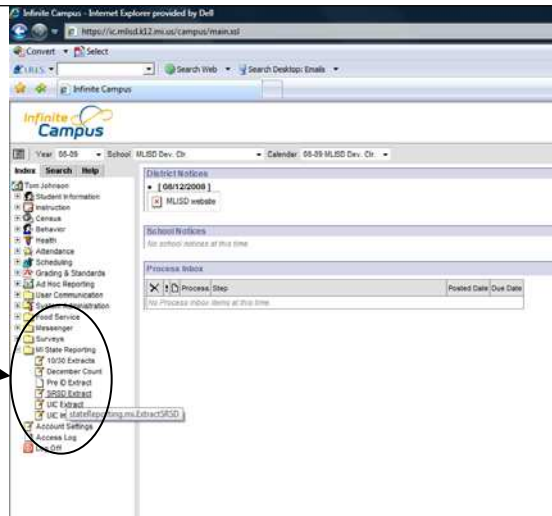 Infinite Campus - Internet Explorer provided by Dell
https://ic.mlisd.k12.mi.us/campus/main.xsl
Convert Select
Search Web Search Desktop: Emails
Infinite Campus
Infinite
Campus
Year 08-09 School MLISD Dev. Ctr. Calendar 08-09 MLISD Dev. Ctr.
Index Search Help
Tom Johnson
Student Information
Instruction
Census
Behavior
Health
Attendance
Scheduling
Grading & Standards
Ad Hoc Reporting
User Communication
System Administration
Food Service
Messenger
Surveys
MI State Reporting
10/30 Extracts
December Count
Pre ID Extract
SRSD Extract
UIC Extract
UIC
stateReporting.mi.ExtractSRSD
Account Settings
Access Log
Log Off
District Notices
[ 08/12/2008 ]
MLISD website
School Notices
No school notices at this time.
Process Inbox
Process Step Posted Date Due Date
No Process Inbox items at this time.